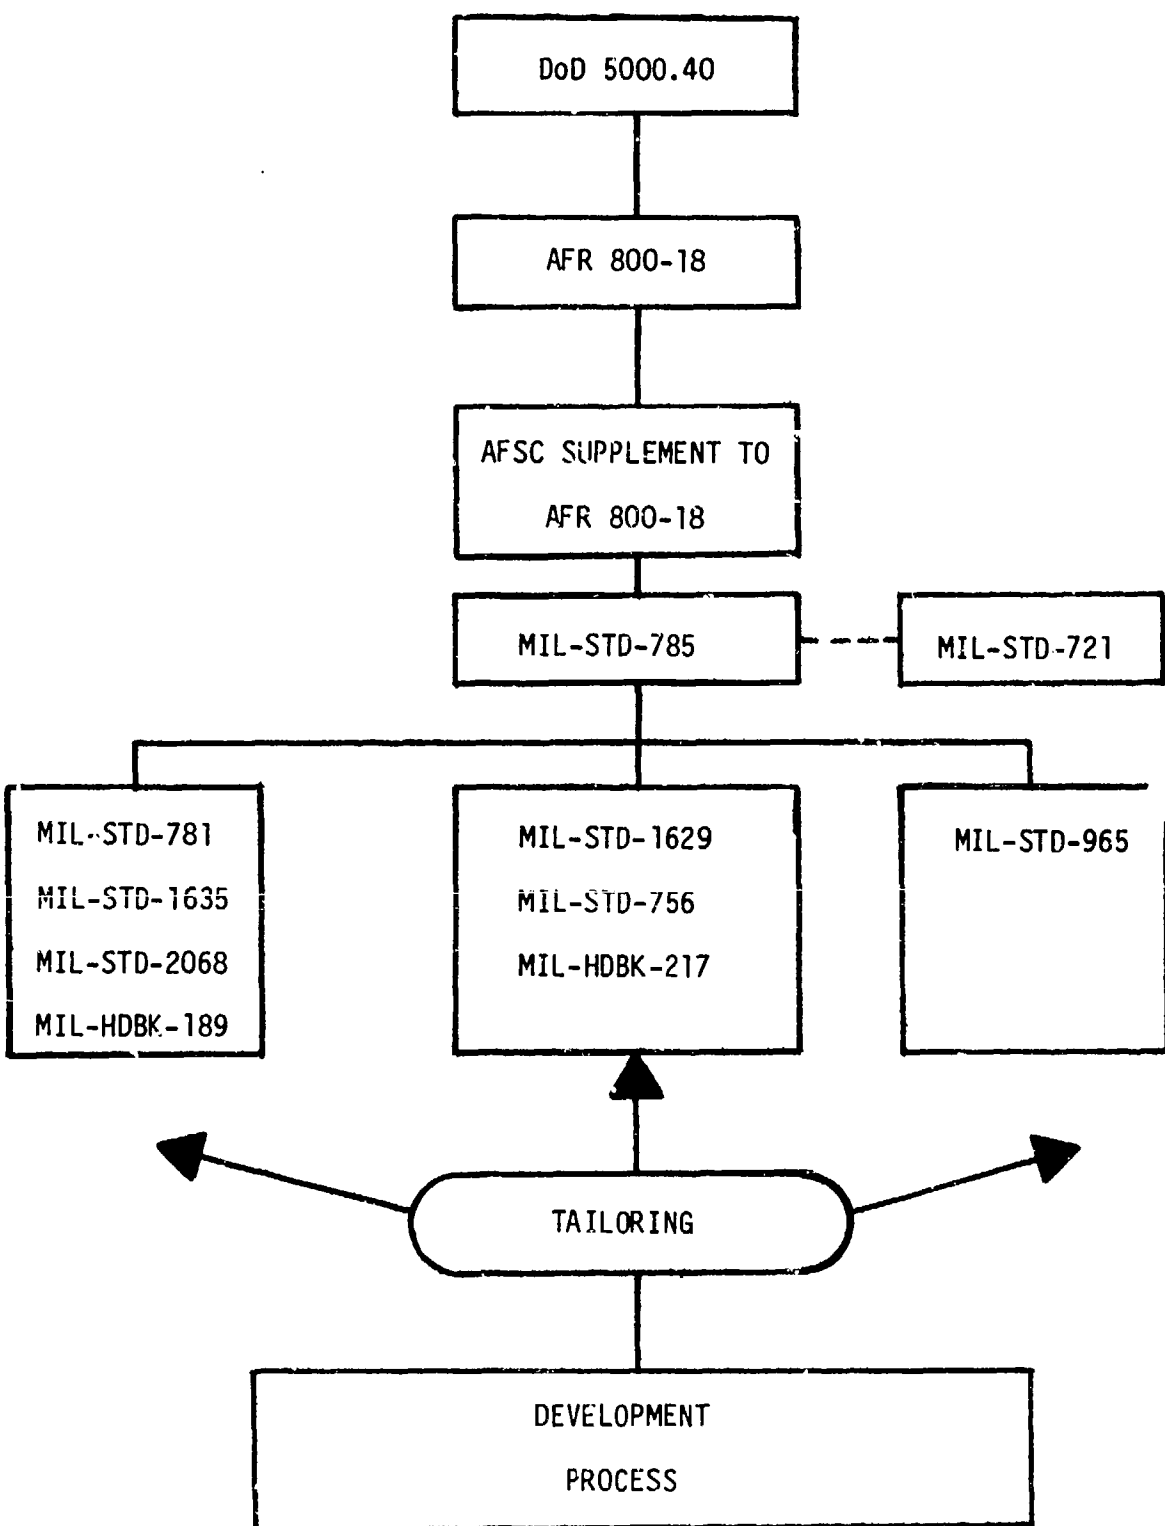 DoD 5000.40
AFR 800-18
AFSC SUPPLEMENT TO
AFR 800-18
MIL-STD-785
MIL-STD-721
MIL-STD-781
MIL-STD-1635
MIL-STD-2068
MIL-HDBK-189
MIL-STD-1629
MIL-STD-756
MIL-HDBK-217
MIL-STD-965
TAILORING
DEVELOPMENT
PROCESS